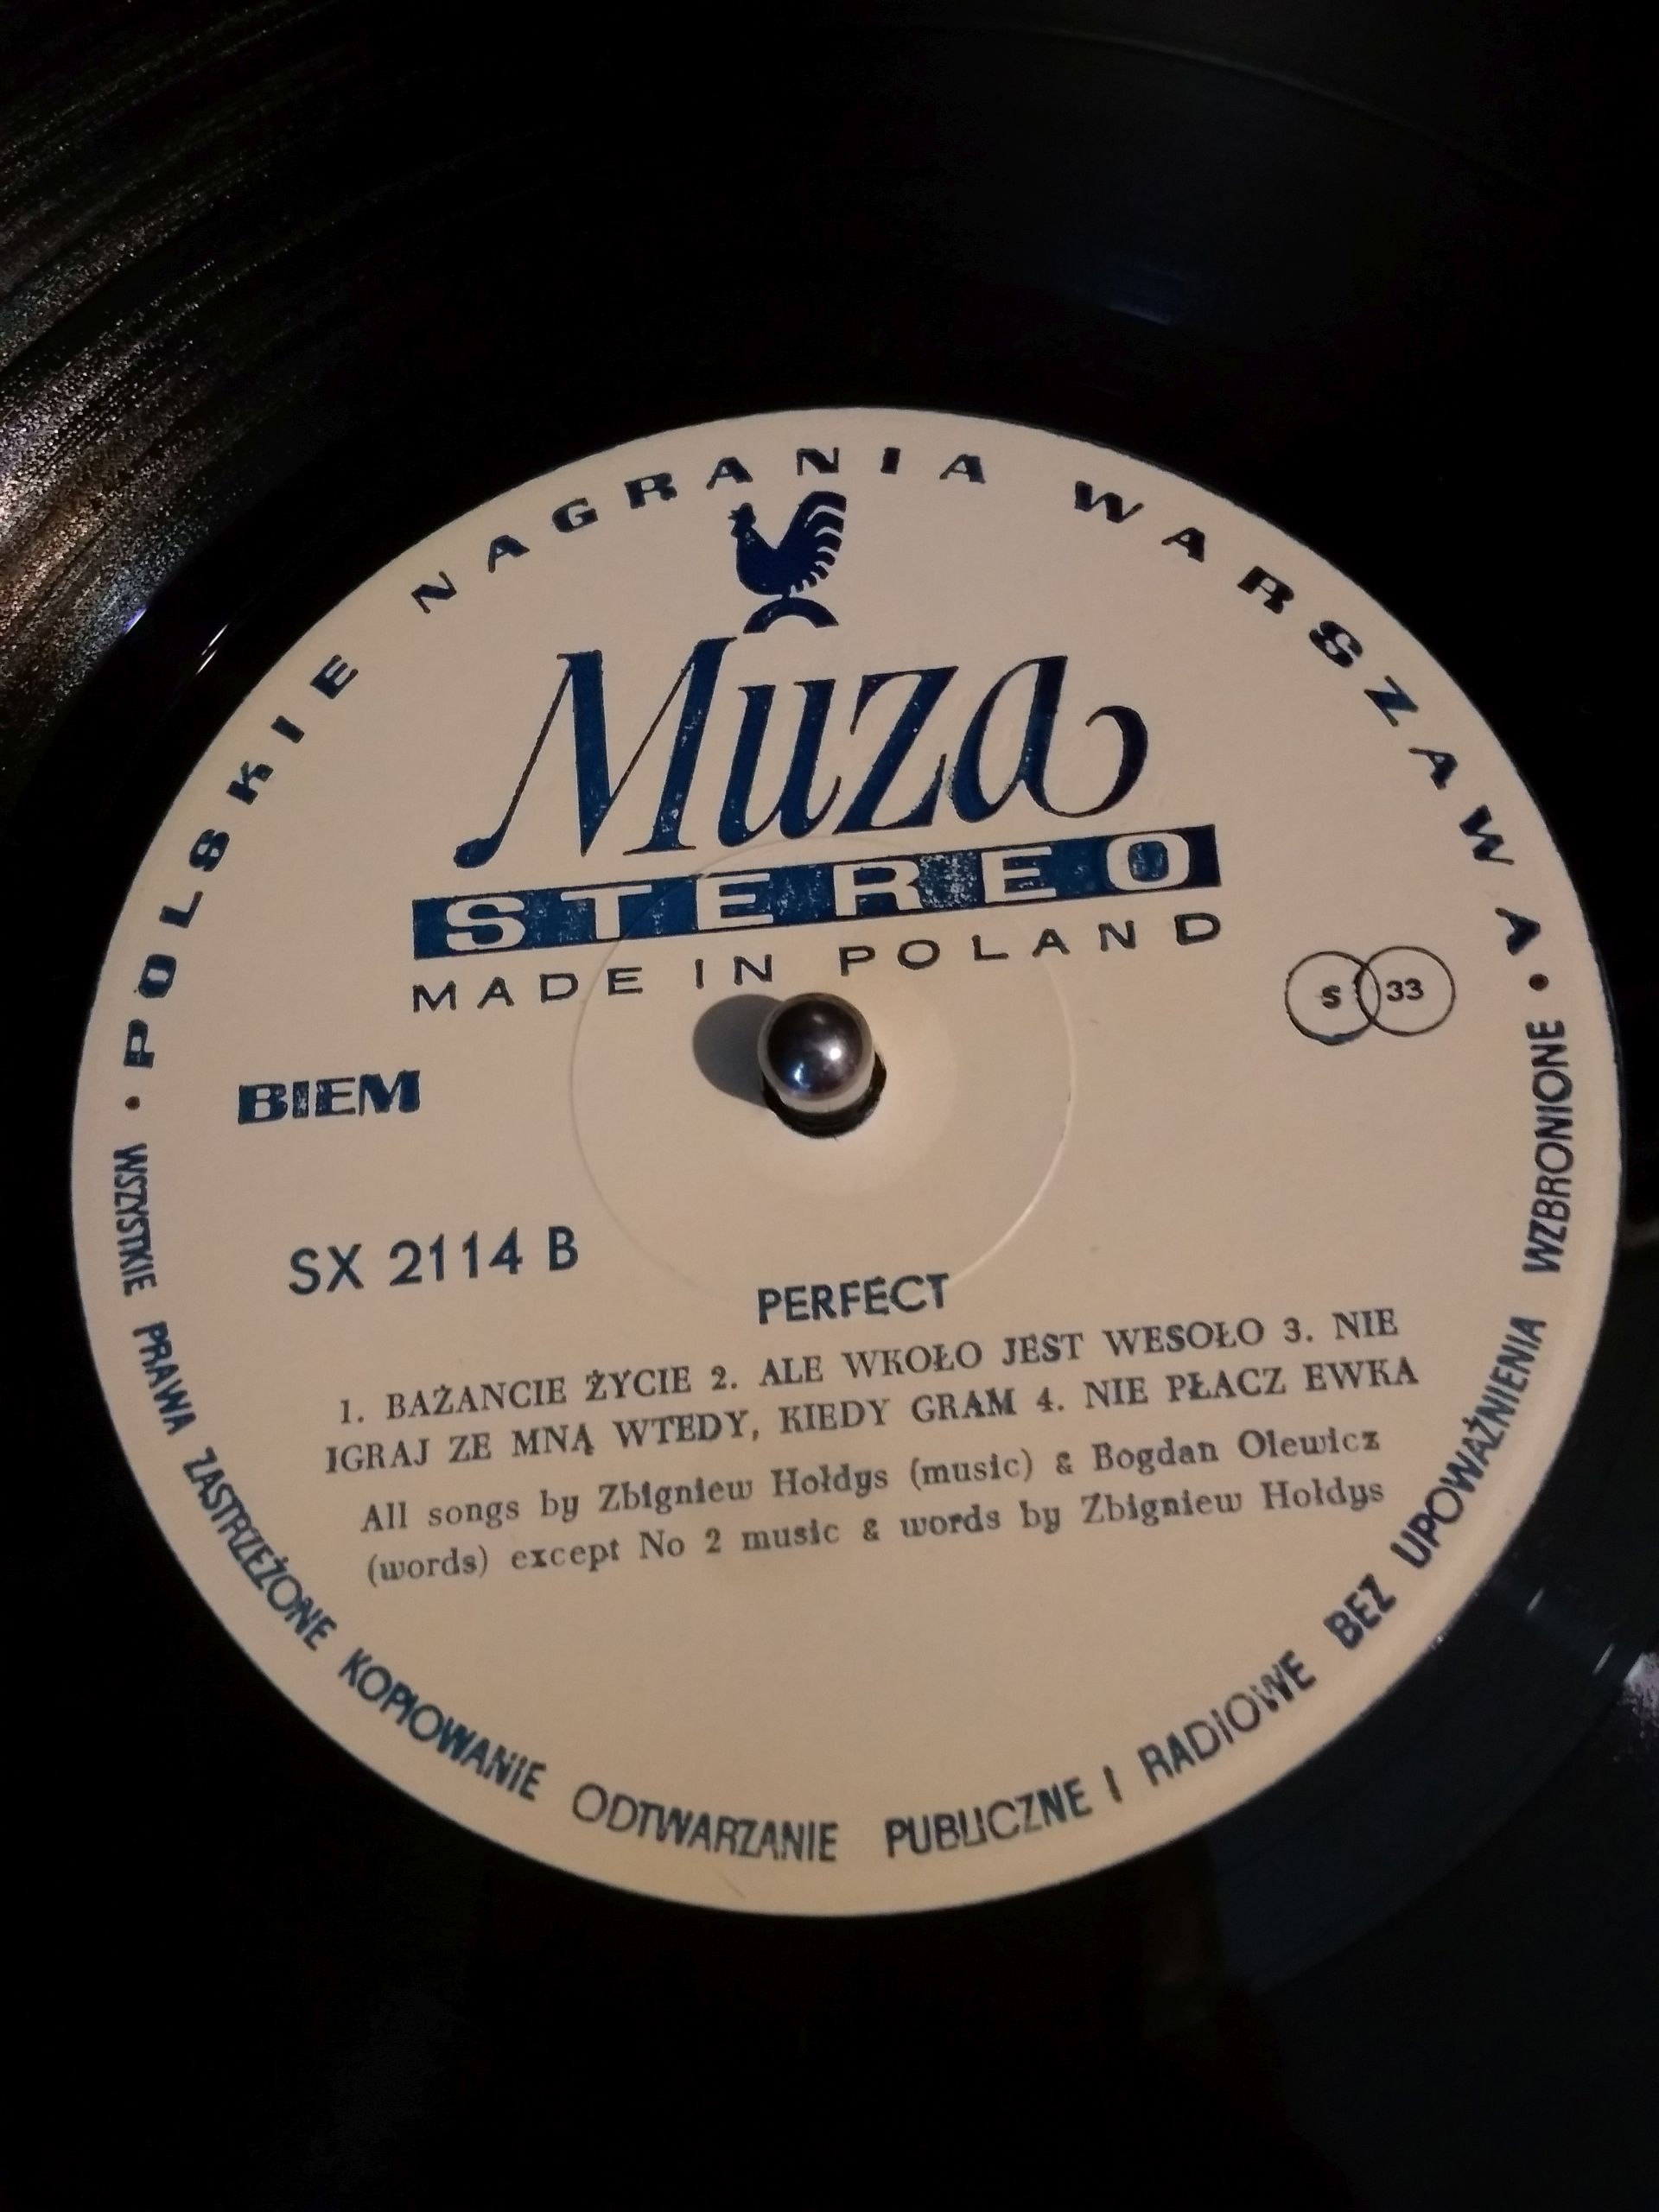 POLSKIE NAGRANIA WARSZAWA
Muza
STEREO
MADE IN POLAND
S 33
BIEM
SX 2114 B
PERFECT
1. BAŻANCIE ŻYCIE 2. ALE WKOŁO JEST WESOŁO 3. NIE
IGRAJ ZE MNĄ WTEDY, KIEDY GRAM 4. NIE PŁACZ EWKA
All songs by Zbigniew Hołdys (music) & Bogdan Olewicz
(words) except No 2 music & words by Zbigniew Hołdys
• WSZYSTKIE PRAWA ZASTRZEŻONE KOPIOWANIE ODTWARZANIE PUBLICZNE I RADIOWE BEZ UPOWAŻNIENIA WZBRONIONE •